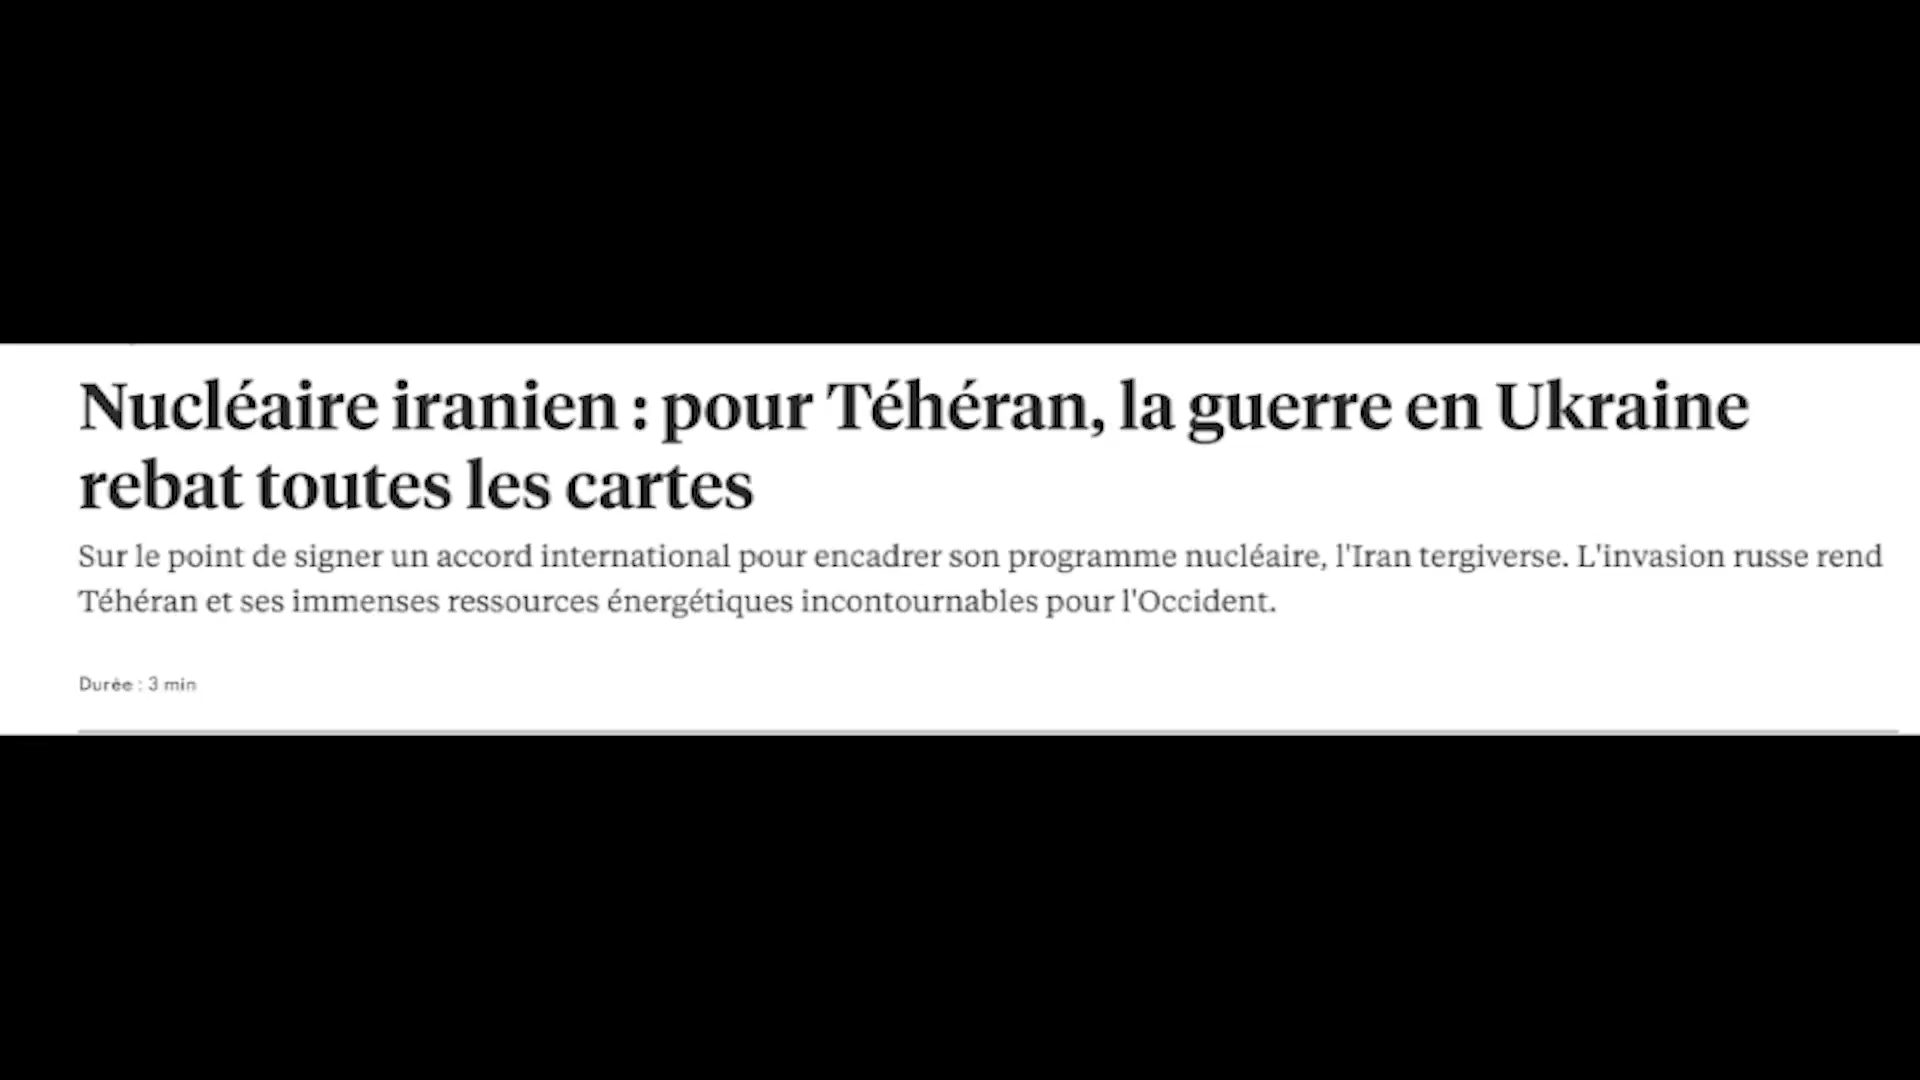 Nucléaire iranien : pour Téhéran, la guerre en Ukraine
rebat toutes les cartes
Sur le point de signer un accord international pour encadrer son programme nucléaire, l'Iran tergiverse. L'invasion russe rend
Téhéran et ses immenses ressources énergétiques incontournables pour l'Occident.
Durée : 3 min